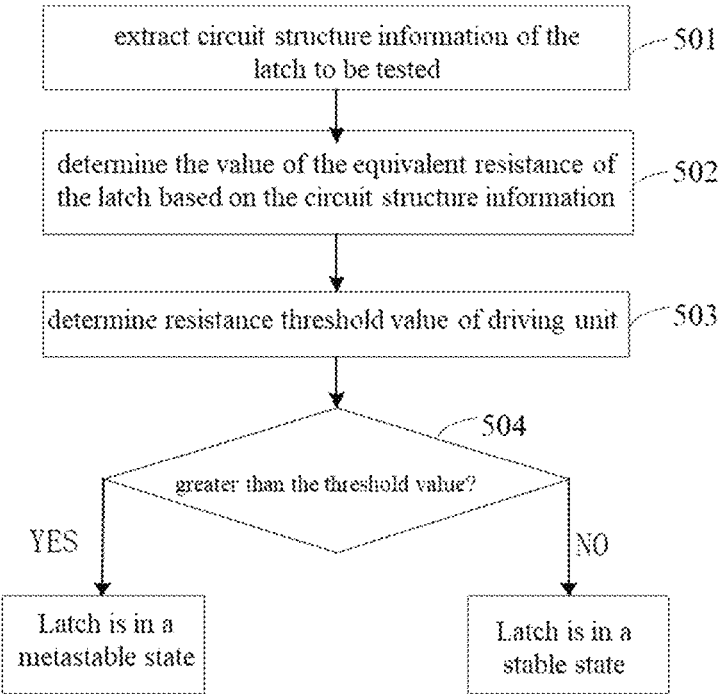 extract circuit structure information of the
latch to be tested
501
determine the value of the equivalent resistance of
the latch based on the circuit structure information
502
determine resistance threshold value of driving unit
503
504
greater than the threshold value?
YES
NO
Latch is in a
metastable state
Latch is in a
stable state